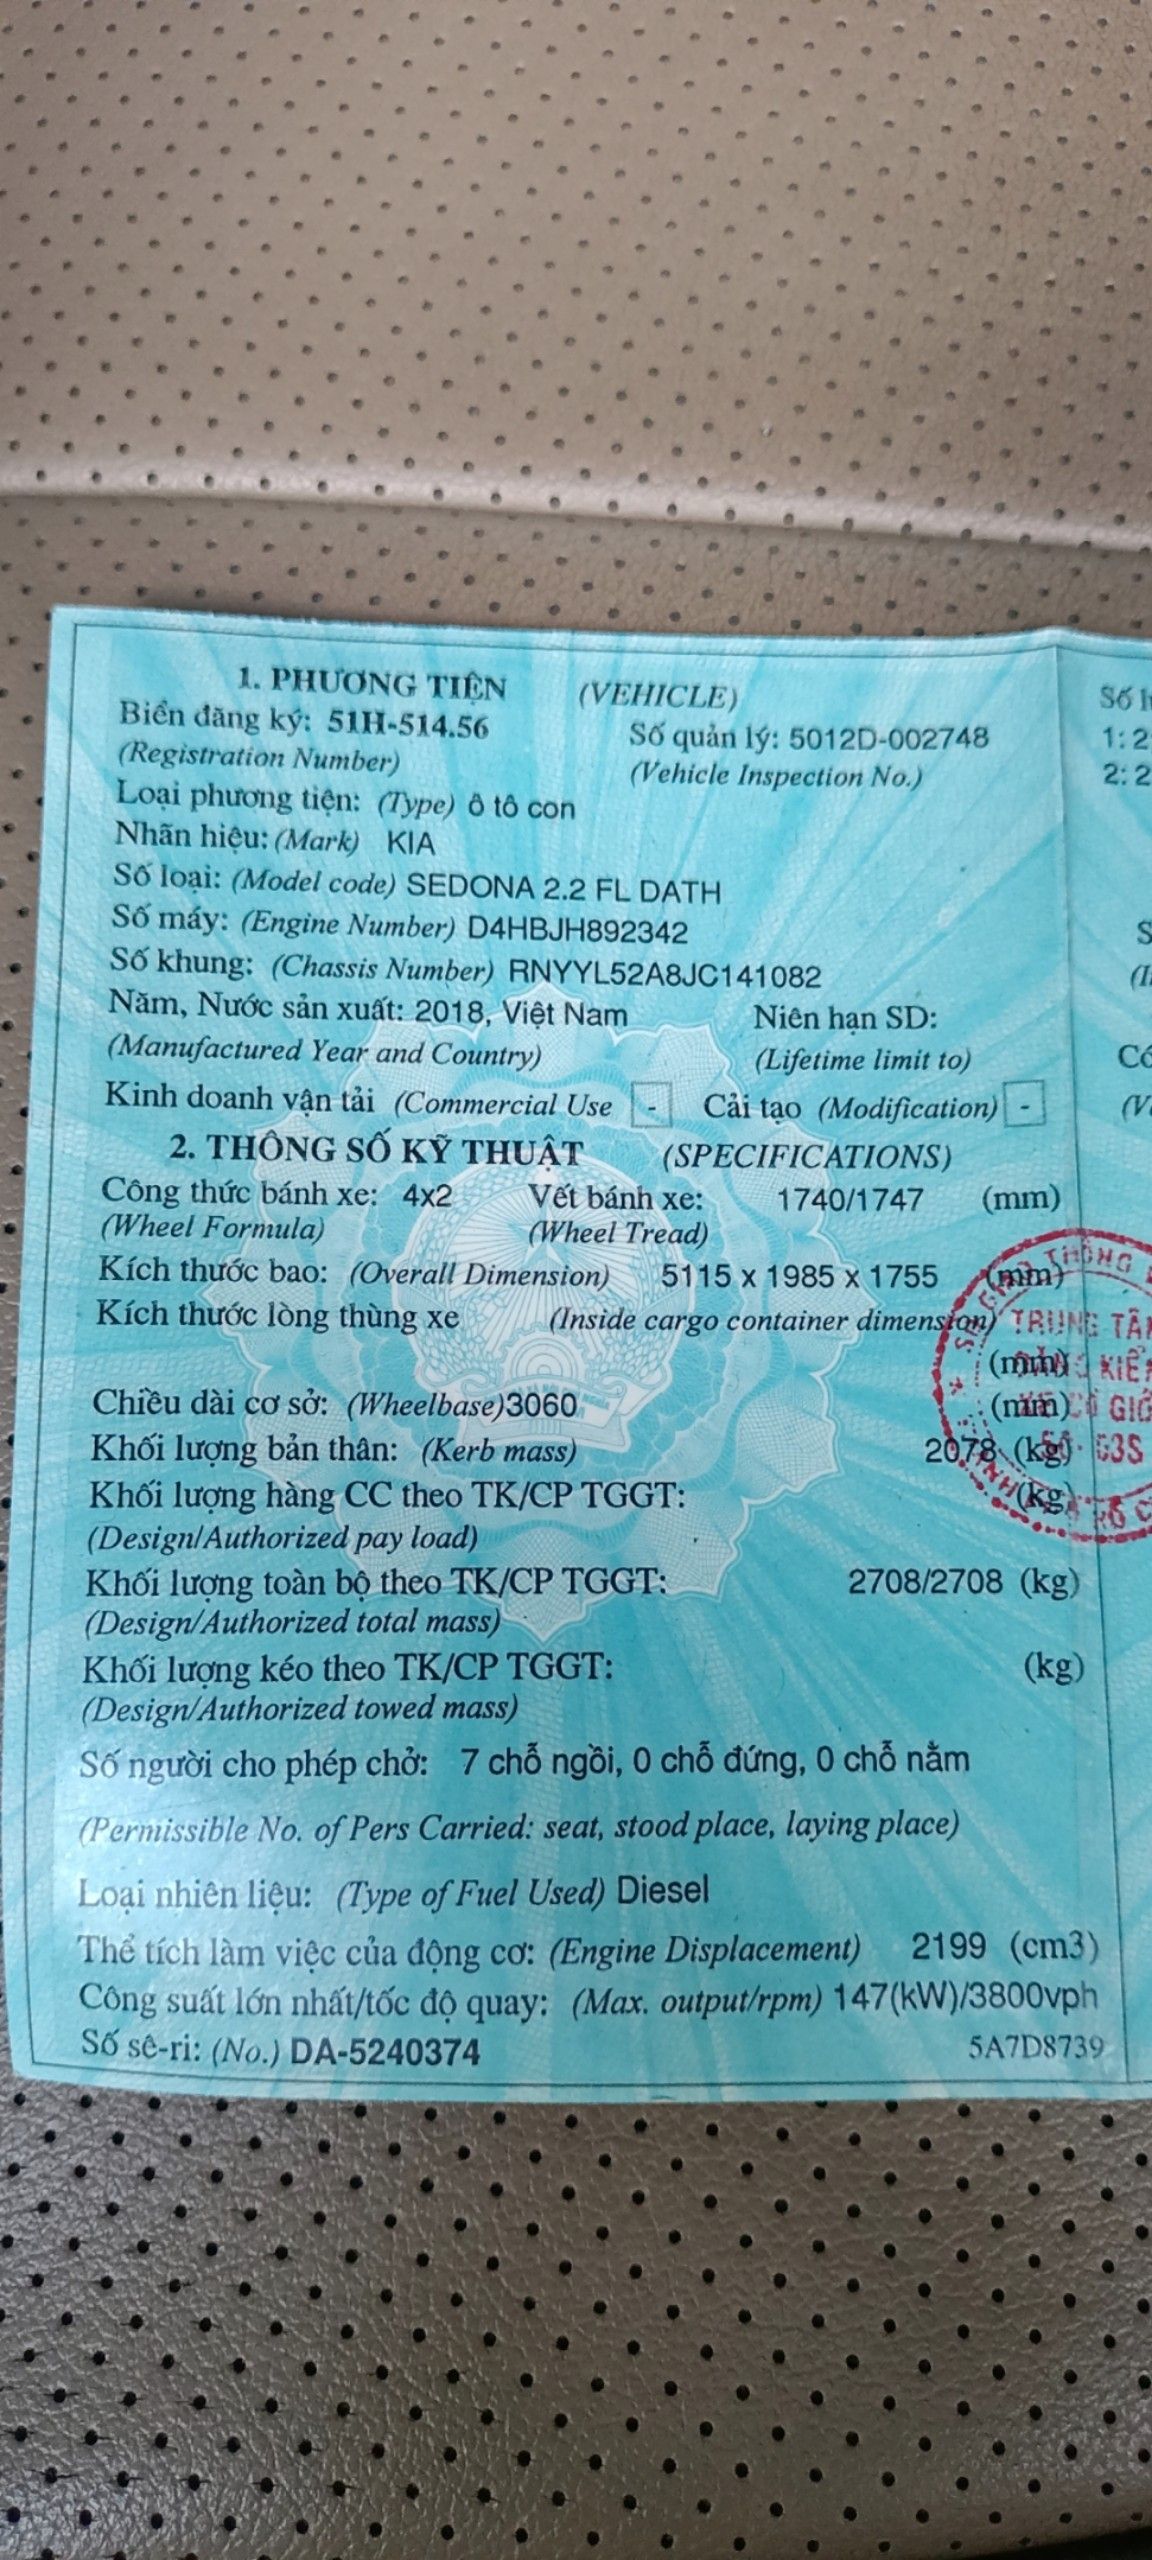 1. PHƯƠNG TIỆN (VEHICLE)
Biển đăng ký: 51H-514.56 Số quản lý: 5012D-002748
(Registration Number) (Vehicle Inspection No.)
Loại phương tiện: (Type) ô tô con
Nhãn hiệu: (Mark) KIA
Số loại: (Model code) SEDONA 2.2 FL DATH
Số máy: (Engine Number) D4HBJH892342
Số khung: (Chassis Number) RNYYL52A8JC141082
Năm, Nước sản xuất: 2018, Việt Nam Niên hạn SD:
(Manufactured Year and Country) (Lifetime limit to)
Kinh doanh vận tải (Commercial Use - Cải tạo (Modification) -
2. THÔNG SỐ KỸ THUẬT (SPECIFICATIONS)
Công thức bánh xe: 4x2 Vết bánh xe: 1740/1747 (mm)
(Wheel Formula) (Wheel Tread)
Kích thước bao: (Overall Dimension) 5115 x 1985 x 1755 (mm)
Kích thước lòng thùng xe (Inside cargo container dimension)
(mm)
Chiều dài cơ sở: (Wheelbase)3060 (mm)
Khối lượng bản thân: (Kerb mass) 2078 (kg)
Khối lượng hàng CC theo TK/CP TGGT: (kg)
(Design/Authorized pay load)
Khối lượng toàn bộ theo TK/CP TGGT: 2708/2708 (kg)
(Design/Authorized total mass)
Khối lượng kéo theo TK/CP TGGT: (kg)
(Design/Authorized towed mass)
Số người cho phép chở: 7 chỗ ngồi, 0 chỗ đứng, 0 chỗ nằm
(Permissible No. of Pers Carried: seat, stood place, laying place)
Loại nhiên liệu: (Type of Fuel Used) Diesel
Thể tích làm việc của động cơ: (Engine Displacement) 2199 (cm3)
Công suất lớn nhất/tốc độ quay: (Max. output/rpm) 147(kW)/3800vph
Số sê-ri: (No.) DA-5240374 5A7D8739
Số
1: 2
2: 2
THÔNG
TRUNG TÂ
KIỂ
GIỚ